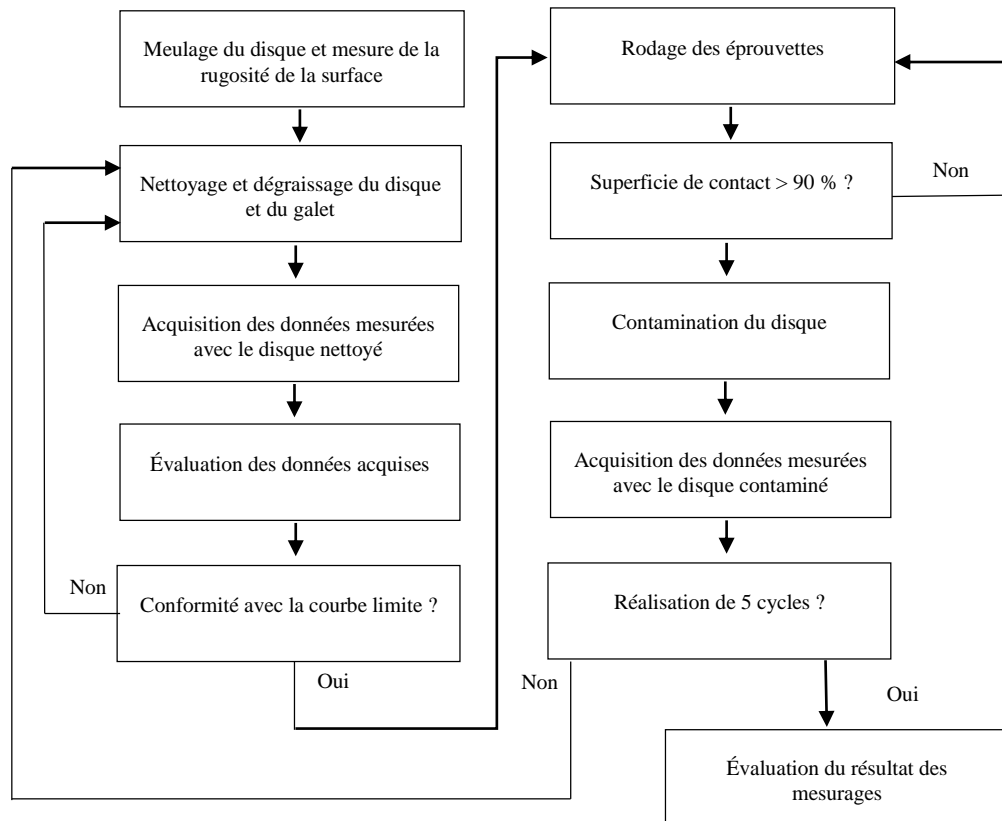 Meulage du disque et mesure de la
rugosité de la surface
Nettoyage et dégraissage du disque
et du galet
Acquisition des données mesurées
avec le disque nettoyé
Évaluation des données acquises
Non
Conformité avec la courbe limite ?
Oui
Rodage des éprouvettes
Superficie de contact > 90 % ?
Non
Contamination du disque
Acquisition des données mesurées
avec le disque contaminé
Réalisation de 5 cycles ?
Non
Oui
Évaluation du résultat des
mesurages